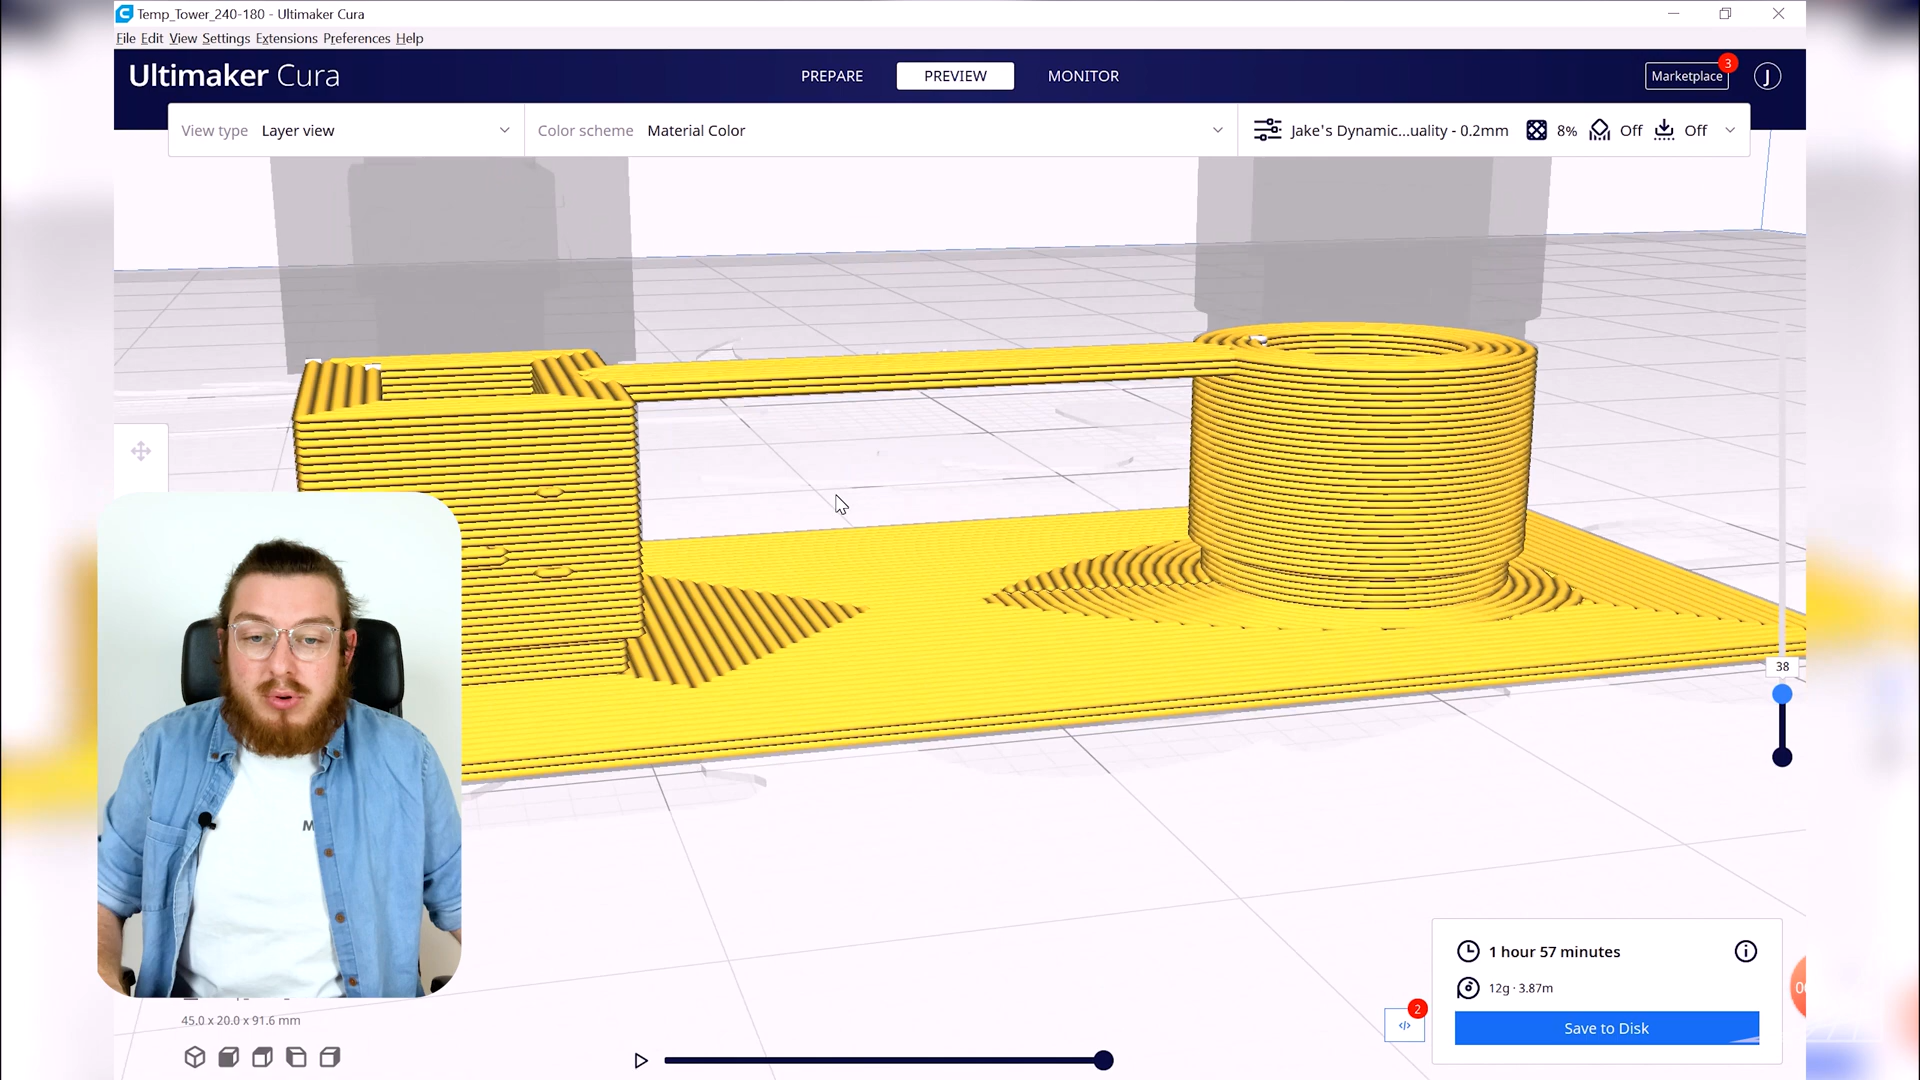 Temp_Tower_240-180 - Ultimaker Cura
File Edit View Settings Extensions Preferences Help
Ultimaker Cura
PREPARE
PREVIEW
MONITOR
Marketplace
3
J
View type Layer view
Color scheme Material Color
Jake's Dynamic...uality - 0.2mm
8%
Off
Off
38
M
1 hour 57 minutes
12g · 3.87m
2
Save to Disk
45.0 x 20.0 x 91.6 mm